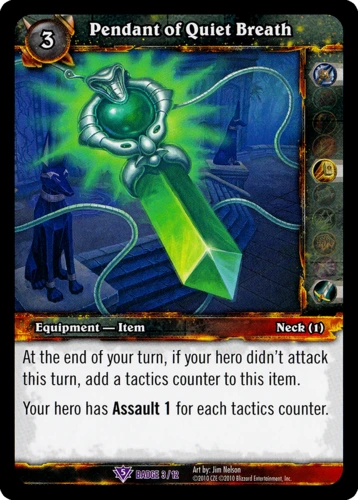 3
Pendant of Quiet Breath
Equipment — Item
Neck (1)
At the end of your turn, if your hero didn't attack
this turn, add a tactics counter to this item.
Your hero has Assault 1 for each tactics counter.
S BADGE 3/12
Art by: Jim Nelson
©2010 CZE ©2010 Blizzard Entertainment, Inc.